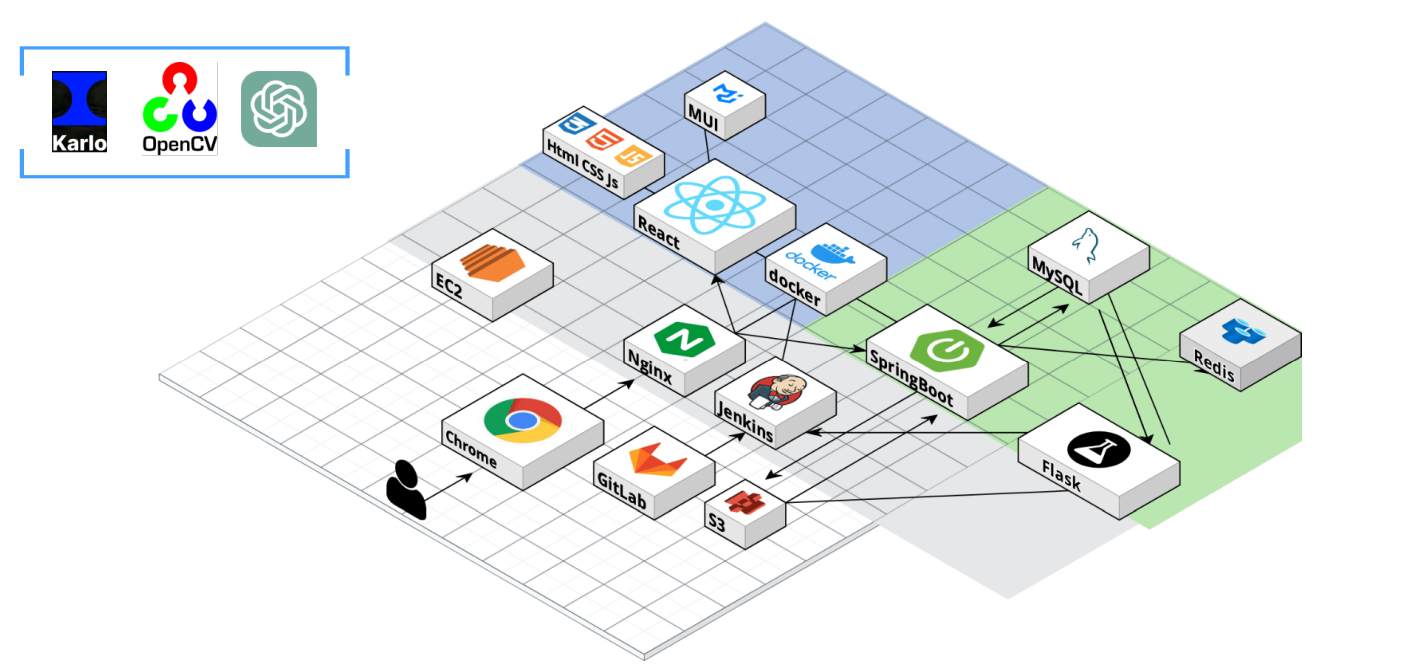 Karlo
OpenCV
MUI
Html CSS Js
JS
React
docker
docker
MySQL
EC2
Nginx
SpringBoot
Redis
Jenkins
Chrome
GitLab
Flask
S3